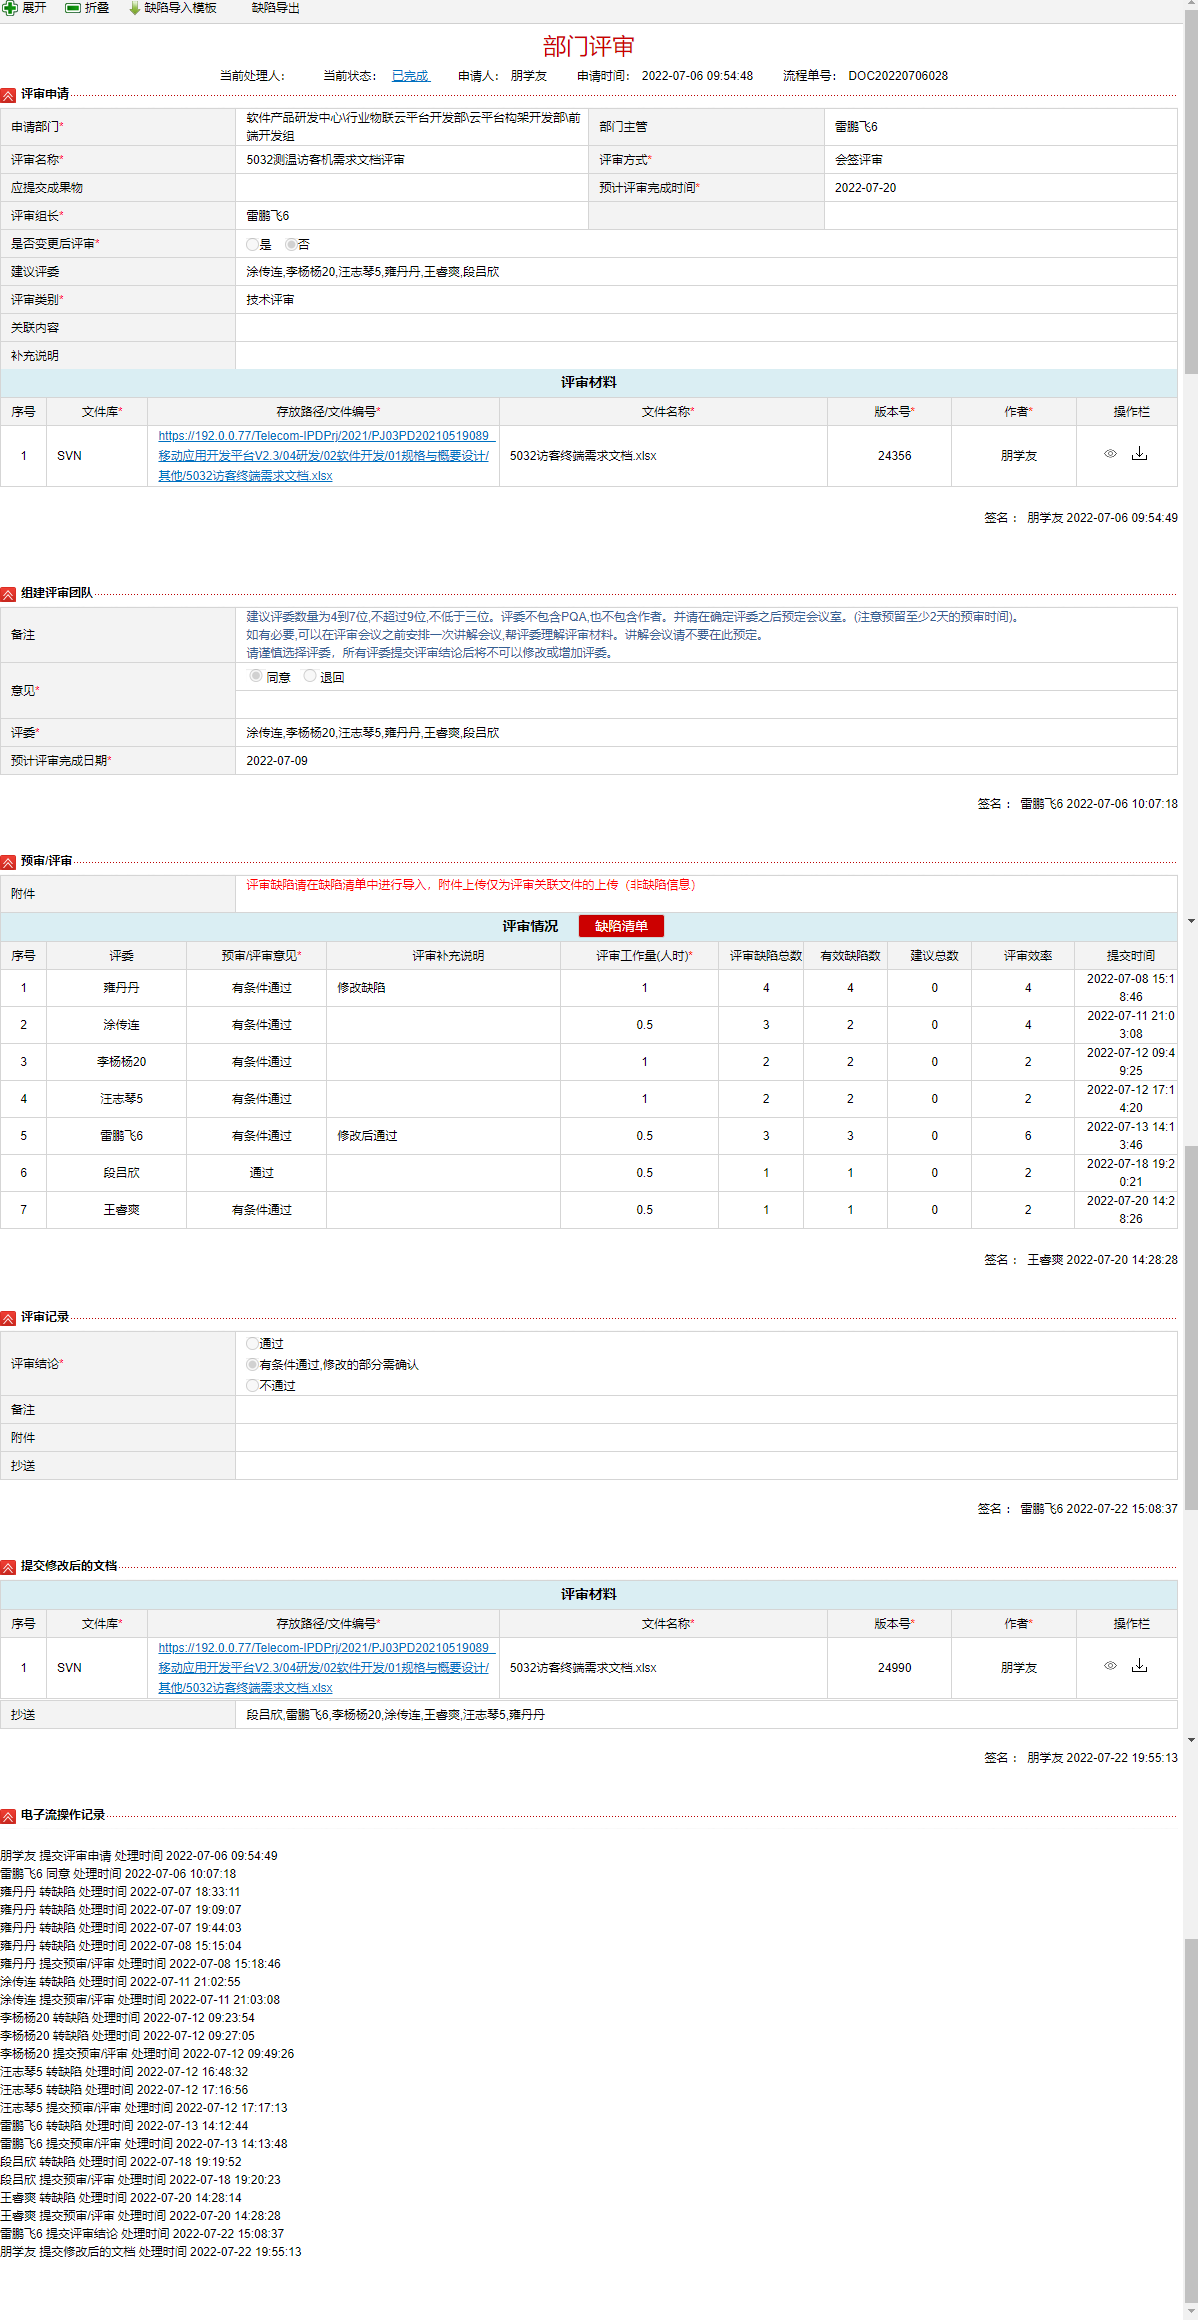 展开 折叠 缺陷导入模板 缺陷导出
部门评审
当前处理人： 当前状态： 已完成 申请人： 朋学友 申请时间： 2022-07-06 09:54:48 流程单号： DOC20220706028
评审申请
申请部门* 软件产品研发中心\行业物联云平台开发部\云平台构架开发部\前端开发组 部门主管 雷鹏飞6
评审名称* 5032测温访客机需求文档评审 评审方式* 会签评审
应提交成果物 预计评审完成时间* 2022-07-20
评审组长* 雷鹏飞6
是否变更后评审* 是 否
建议评委 涂传连,李杨杨20,汪志琴5,雍丹丹,王睿爽,段吕欣
评审类别* 技术评审
关联内容
补充说明
评审材料
序号 文件库* 存放路径/文件编号* 文件名称* 版本号* 作者* 操作栏
1 SVN https://192.0.0.77/Telecom-IPDPrj/2021/PJ03PD20210519089_移动应用开发平台V2.3/04研发/02软件开发/01规格与概要设计/其他/5032访客终端需求文档.xlsx 5032访客终端需求文档.xlsx 24356 朋学友
签名： 朋学友 2022-07-06 09:54:49
组建评审团队
备注 建议评委数量为4到7位,不超过9位,不低于三位。评委不包含PQA,也不包含作者。并请在确定评委之后预定会议室。(注意预留至少2天的预审时间)。
如有必要,可以在评审会议之前安排一次讲解会议,帮评委理解评审材料。讲解会议请不要在此预定。
请谨慎选择评委，所有评委提交评审结论后将不可以修改或增加评委。
意见* 同意 退回
评委* 涂传连,李杨杨20,汪志琴5,雍丹丹,王睿爽,段吕欣
预计评审完成日期* 2022-07-09
签名： 雷鹏飞6 2022-07-06 10:07:18
预审/评审
附件 评审缺陷请在缺陷清单中进行导入，附件上传仅为评审关联文件的上传（非缺陷信息）
评审情况 缺陷清单
序号 评委 预审/评审意见* 评审补充说明 评审工作量(人时)* 评审缺陷总数 有效缺陷数 建议总数 评审效率 提交时间
1 雍丹丹 有条件通过 修改缺陷 1 4 4 0 4 2022-07-08 15:18:46
2 涂传连 有条件通过 0.5 3 2 0 4 2022-07-11 21:03:08
3 李杨杨20 有条件通过 1 2 2 0 2 2022-07-12 09:49:25
4 汪志琴5 有条件通过 1 2 2 0 2 2022-07-12 17:14:20
5 雷鹏飞6 有条件通过 修改后通过 0.5 3 3 0 6 2022-07-13 14:13:46
6 段吕欣 通过 0.5 1 1 0 2 2022-07-18 19:20:21
7 王睿爽 有条件通过 0.5 1 1 0 2 2022-07-20 14:28:26
签名： 王睿爽 2022-07-20 14:28:28
评审记录
评审结论* 通过
有条件通过,修改的部分需确认
不通过
备注
附件
抄送
签名： 雷鹏飞6 2022-07-22 15:08:37
提交修改后的文档
评审材料
序号 文件库* 存放路径/文件编号* 文件名称* 版本号* 作者* 操作栏
1 SVN https://192.0.0.77/Telecom-IPDPrj/2021/PJ03PD20210519089_移动应用开发平台V2.3/04研发/02软件开发/01规格与概要设计/其他/5032访客终端需求文档.xlsx 5032访客终端需求文档.xlsx 24990 朋学友
抄送 段吕欣,雷鹏飞6,李杨杨20,涂传连,王睿爽,汪志琴5,雍丹丹
签名： 朋学友 2022-07-22 19:55:13
电子流操作记录
朋学友 提交评审申请 处理时间 2022-07-06 09:54:49
雷鹏飞6 同意 处理时间 2022-07-06 10:07:18
雍丹丹 转缺陷 处理时间 2022-07-07 18:33:11
雍丹丹 转缺陷 处理时间 2022-07-07 19:09:07
雍丹丹 转缺陷 处理时间 2022-07-07 19:44:03
雍丹丹 转缺陷 处理时间 2022-07-08 15:15:04
雍丹丹 提交预审/评审 处理时间 2022-07-08 15:18:46
涂传连 转缺陷 处理时间 2022-07-11 21:02:55
涂传连 提交预审/评审 处理时间 2022-07-11 21:03:08
李杨杨20 转缺陷 处理时间 2022-07-12 09:23:54
李杨杨20 转缺陷 处理时间 2022-07-12 09:27:05
李杨杨20 提交预审/评审 处理时间 2022-07-12 09:49:26
汪志琴5 转缺陷 处理时间 2022-07-12 16:48:32
汪志琴5 转缺陷 处理时间 2022-07-12 17:16:56
汪志琴5 提交预审/评审 处理时间 2022-07-12 17:17:13
雷鹏飞6 转缺陷 处理时间 2022-07-13 14:12:44
雷鹏飞6 提交预审/评审 处理时间 2022-07-13 14:13:48
段吕欣 转缺陷 处理时间 2022-07-18 19:19:52
段吕欣 提交预审/评审 处理时间 2022-07-18 19:20:23
王睿爽 转缺陷 处理时间 2022-07-20 14:28:14
王睿爽 提交预审/评审 处理时间 2022-07-20 14:28:28
雷鹏飞6 提交评审结论 处理时间 2022-07-22 15:08:37
朋学友 提交修改后的文档 处理时间 2022-07-22 19:55:13